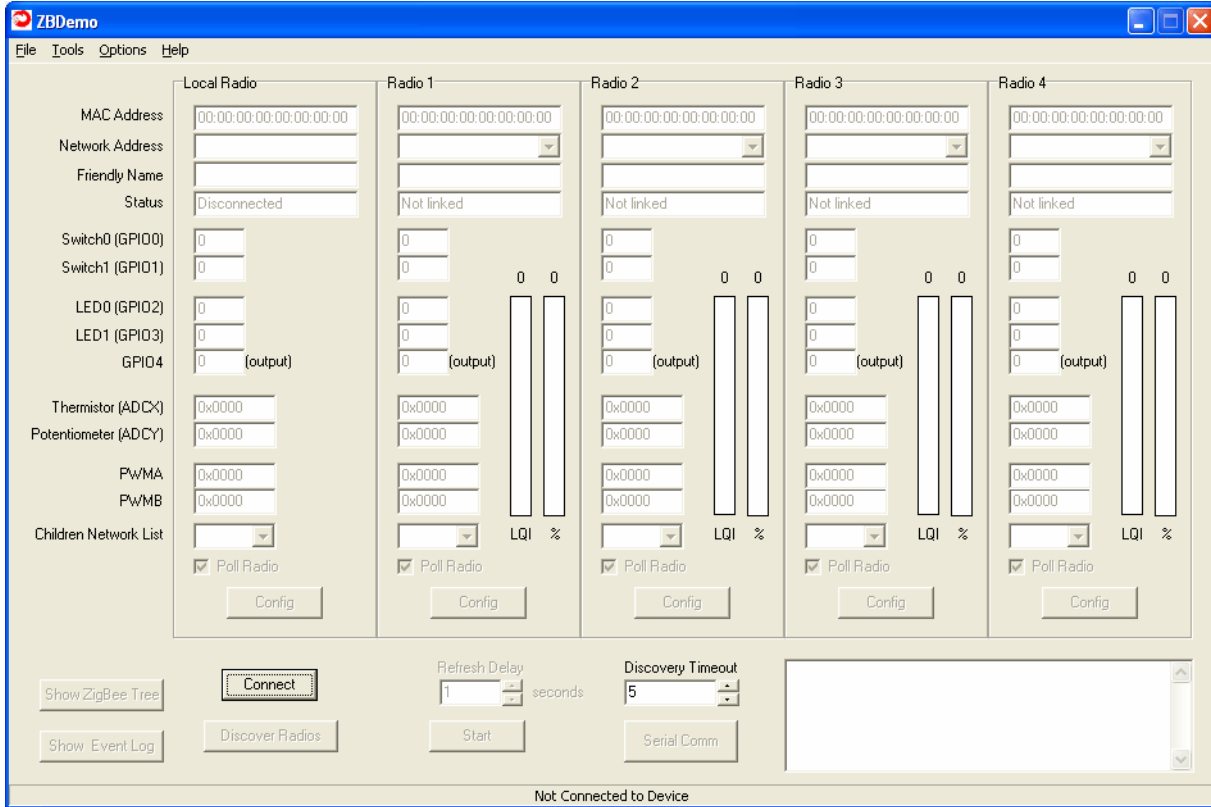 ZBDemo
File Tools Options Help
Local Radio Radio 1 Radio 2 Radio 3 Radio 4
MAC Address 00:00:00:00:00:00:00:00 00:00:00:00:00:00:00:00 00:00:00:00:00:00:00:00 00:00:00:00:00:00:00:00 00:00:00:00:00:00:00:00
Network Address
Friendly Name
Status Disconnected Not linked Not linked Not linked Not linked
Switch0 (GPIO0) 0 0 0 0 0
Switch1 (GPIO1) 0 0 0 0 0 0 0 0 0 0 0 0 0
LED0 (GPIO2) 0 0 0 0 0
LED1 (GPIO3) 0 0 0 0 0
GPIO4 0 (output) 0 (output) 0 (output) 0 (output) 0 (output)
Thermistor (ADCX) 0x0000 0x0000 0x0000 0x0000 0x0000
Potentiometer (ADCY) 0x0000 0x0000 0x0000 0x0000 0x0000
PWMA 0x0000 0x0000 0x0000 0x0000 0x0000
PWMB 0x0000 0x0000 0x0000 0x0000 0x0000
Children Network List LQI % LQI % LQI % LQI %
Poll Radio Poll Radio Poll Radio Poll Radio Poll Radio
Config Config Config Config Config
Refresh Delay Discovery Timeout
Show ZigBee Tree Connect 1 seconds 5
Show Event Log Discover Radios Start Serial Comm
Not Connected to Device